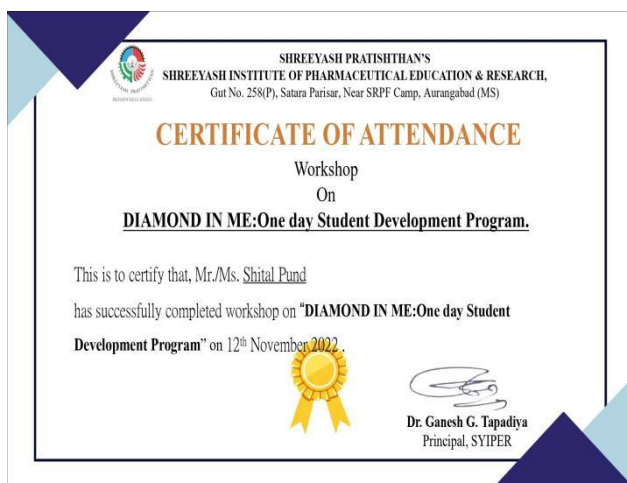 SHREEYASH PRATISHTHAN'S
SHREEYASH INSTITUTE OF PHARMACEUTICAL EDUCATION & RESEARCH,
Gut No. 258(P), Satara Parisar, Near SRPF Camp, Aurangabad (MS)
CERTIFICATE OF ATTENDANCE
Workshop
On
DIAMOND IN ME:One day Student Development Program.
This is to certify that, Mr./Ms. Shital Pund
has successfully completed workshop on "DIAMOND IN ME:One day Student
Development Program" on 12th November 2022 .
Dr. Ganesh G. Tapadiya
Principal, SYIPER